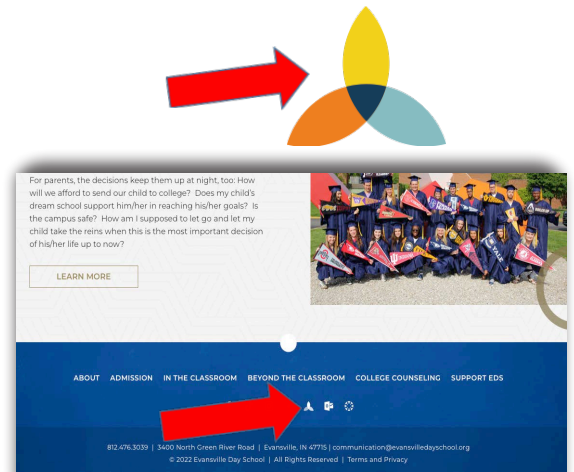 For parents, the decisions keep them up at night, too: How
will we afford to send our child to college? Does my child's
dream school support him/her in reaching his/her goals? Is
the campus safe? How am I supposed to let go and let my
child take the reins when this is the most important decision
of his/her life up to now?
LEARN MORE
YALE
ABOUT ADMISSION IN THE CLASSROOM BEYOND THE CLASSROOM COLLEGE COUNSELING SUPPORT EDS
812.476.3039 | 3400 North Green River Road | Evansville, IN 47715 | communication@evansvilledayschool.org
© 2022 Evansville Day School | All Rights Reserved | Terms and Privacy